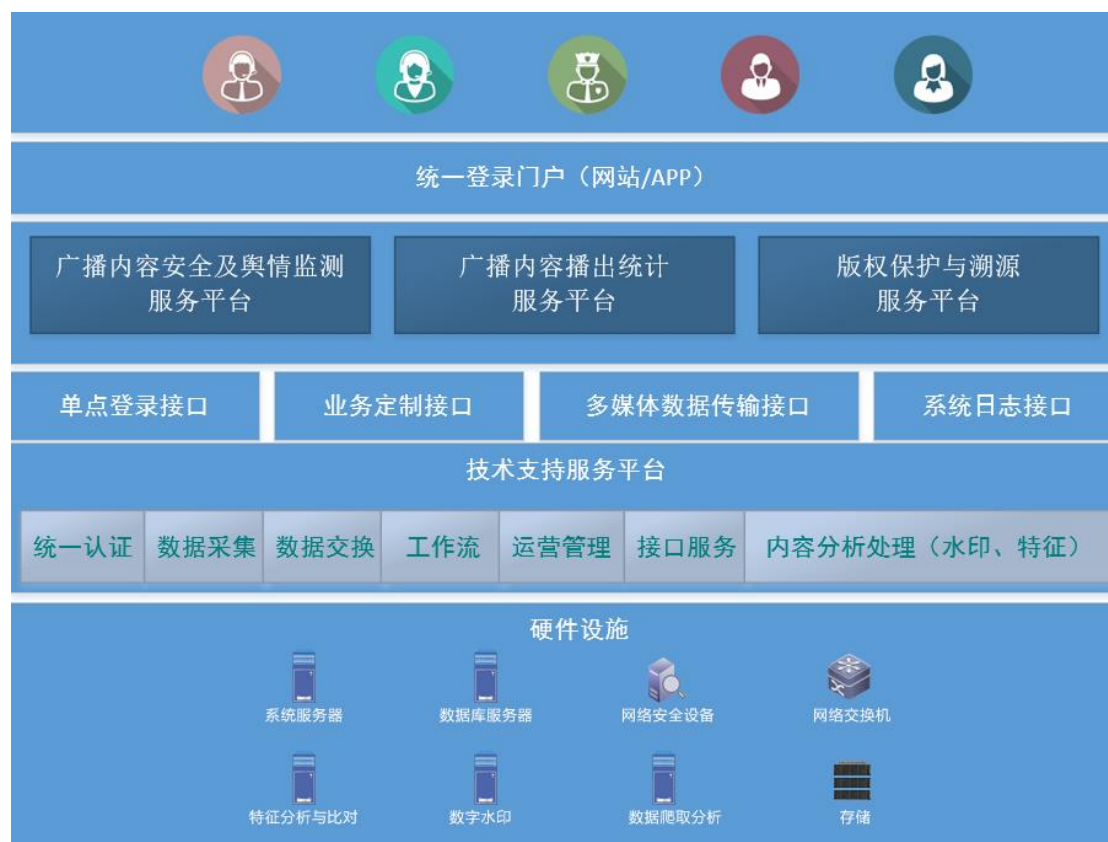 统一登录门户（网站/APP）
广播内容安全及舆情监测
服务平台
广播内容播出统计
服务平台
版权保护与溯源
服务平台
单点登录接口
业务定制接口
多媒体数据传输接口
系统日志接口
技术支持服务平台
统一认证
数据采集
数据交换
工作流
运营管理
接口服务
内容分析处理（水印、特征）
硬件设施
系统服务器
数据库服务器
网络安全设备
网络交换机
特征分析与比对
数字水印
数据爬取分析
存储